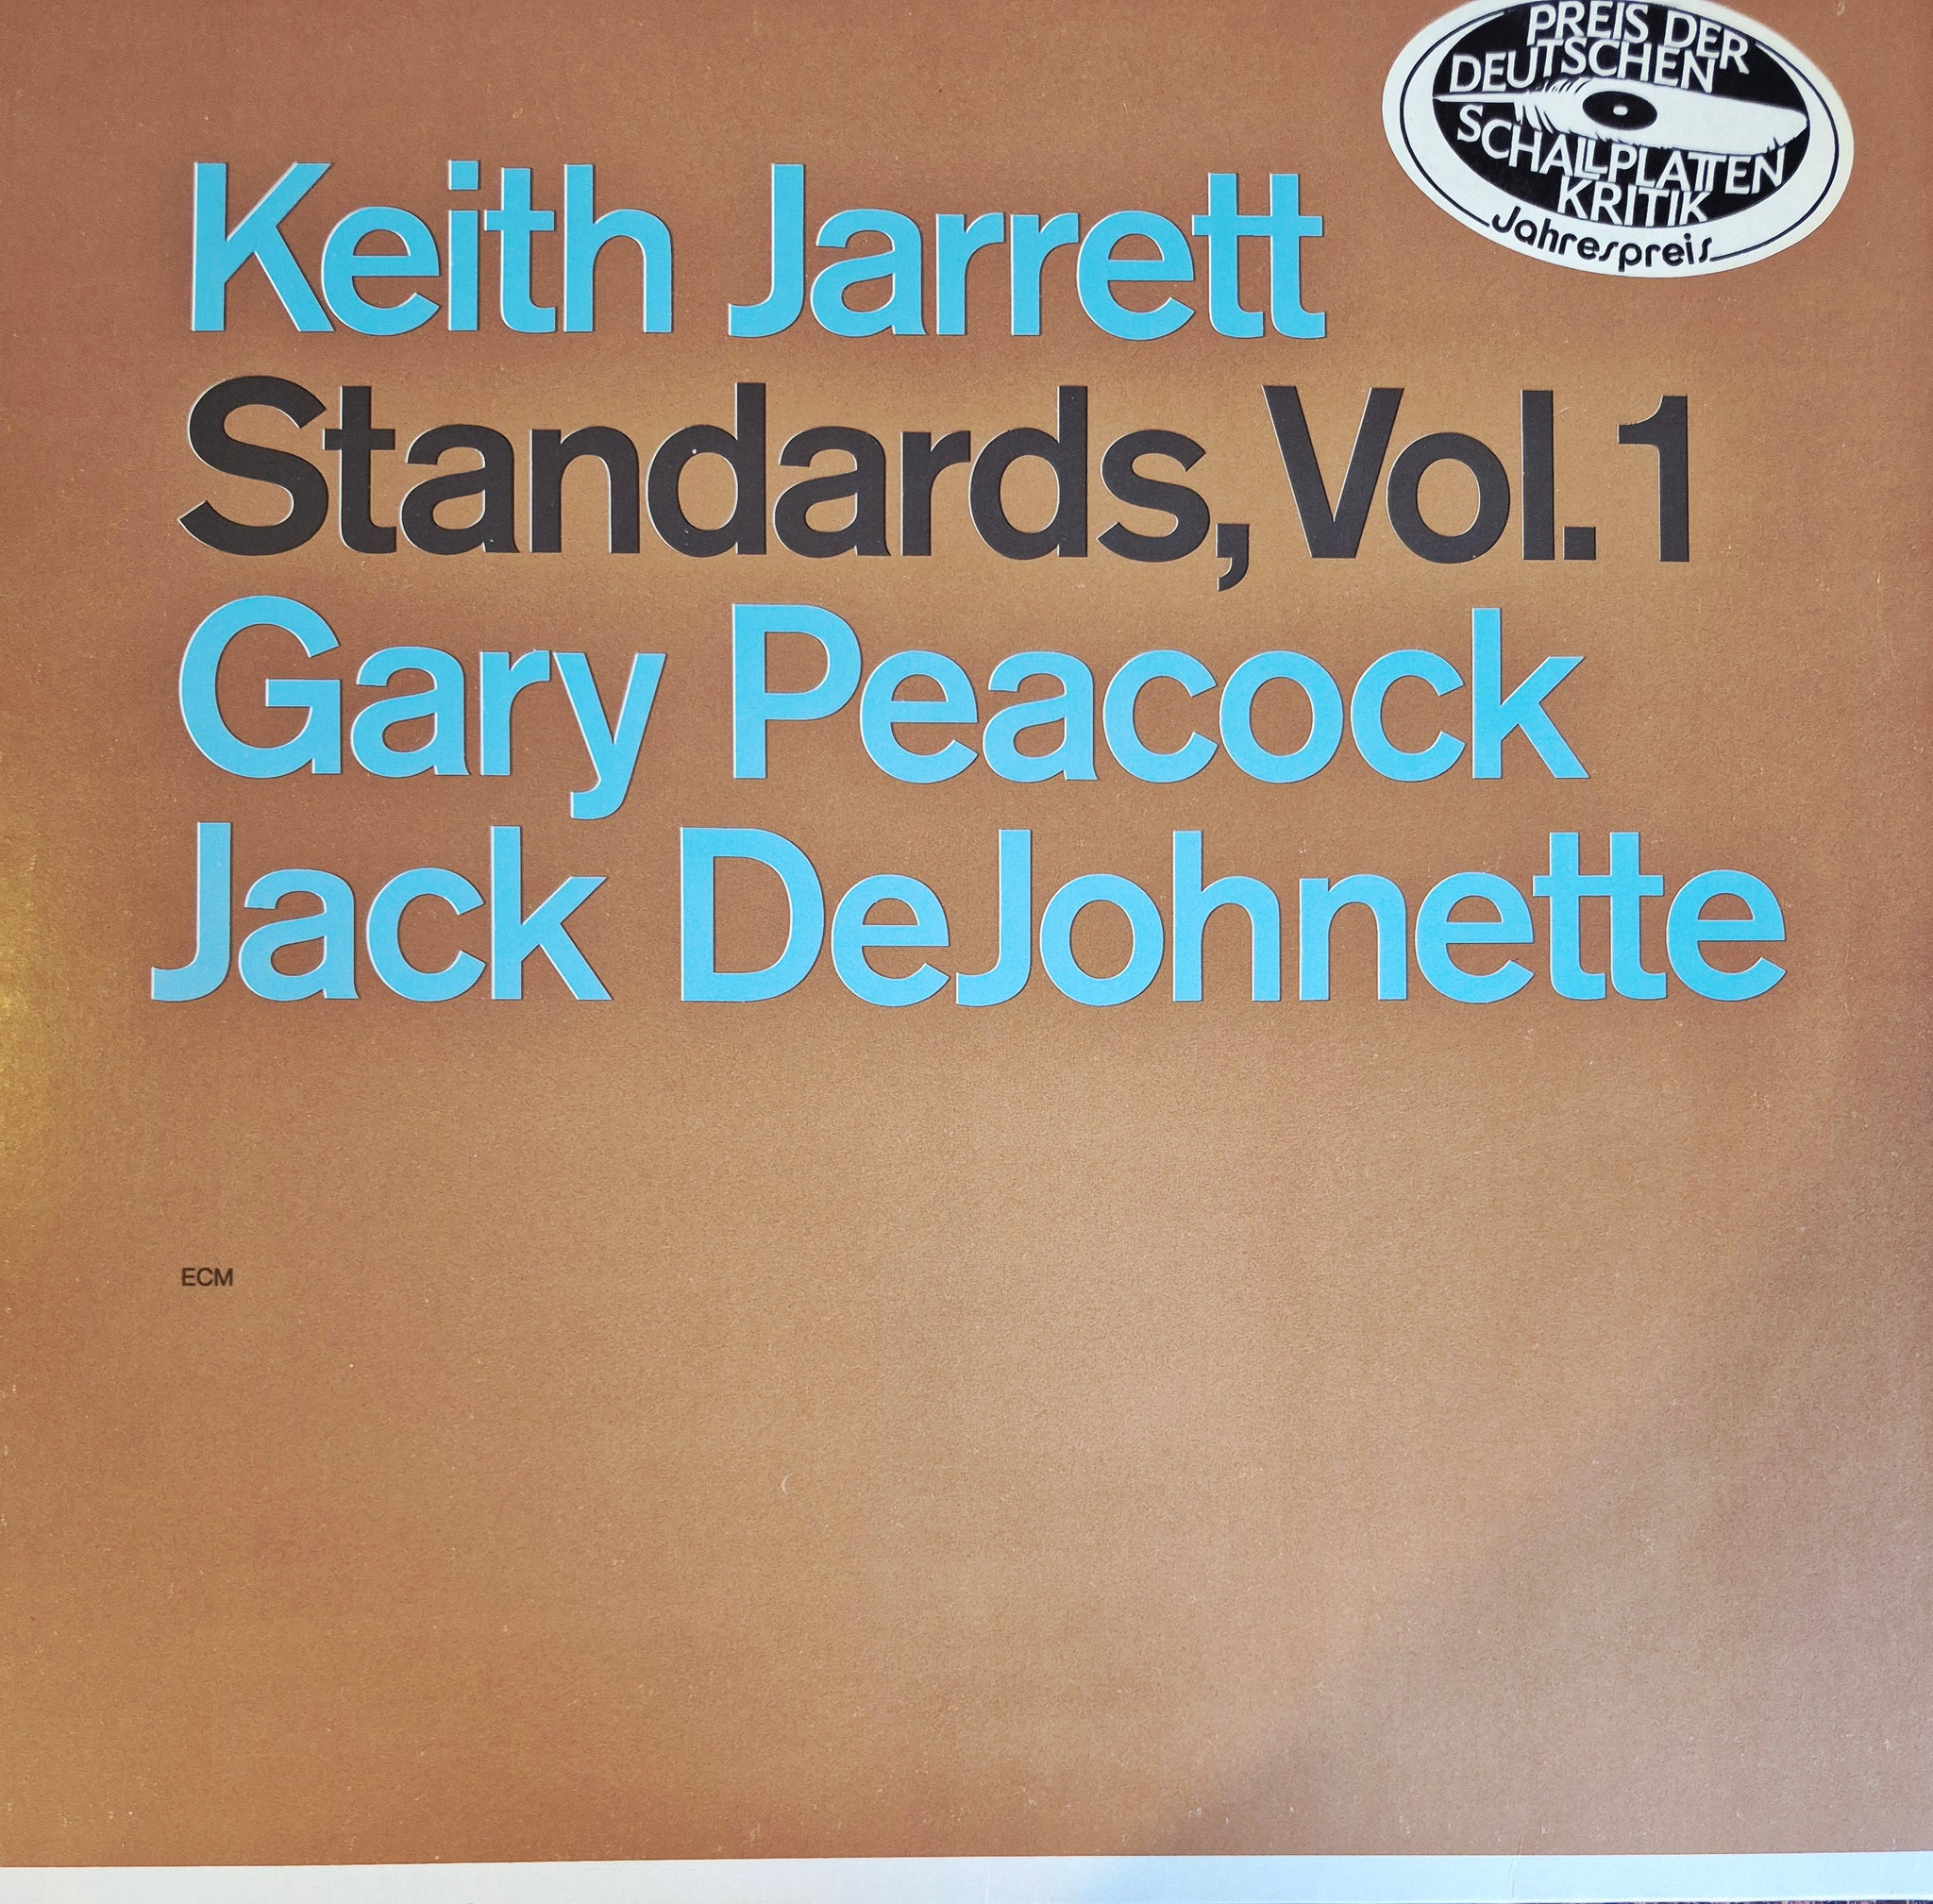 PREIS DER
DEUTSCHEN
SCHALLPLATTEN
KRITIK
Jahrespreis
Keith Jarrett
Standards, Vol. 1
Gary Peacock
Jack DeJohnette
ECM